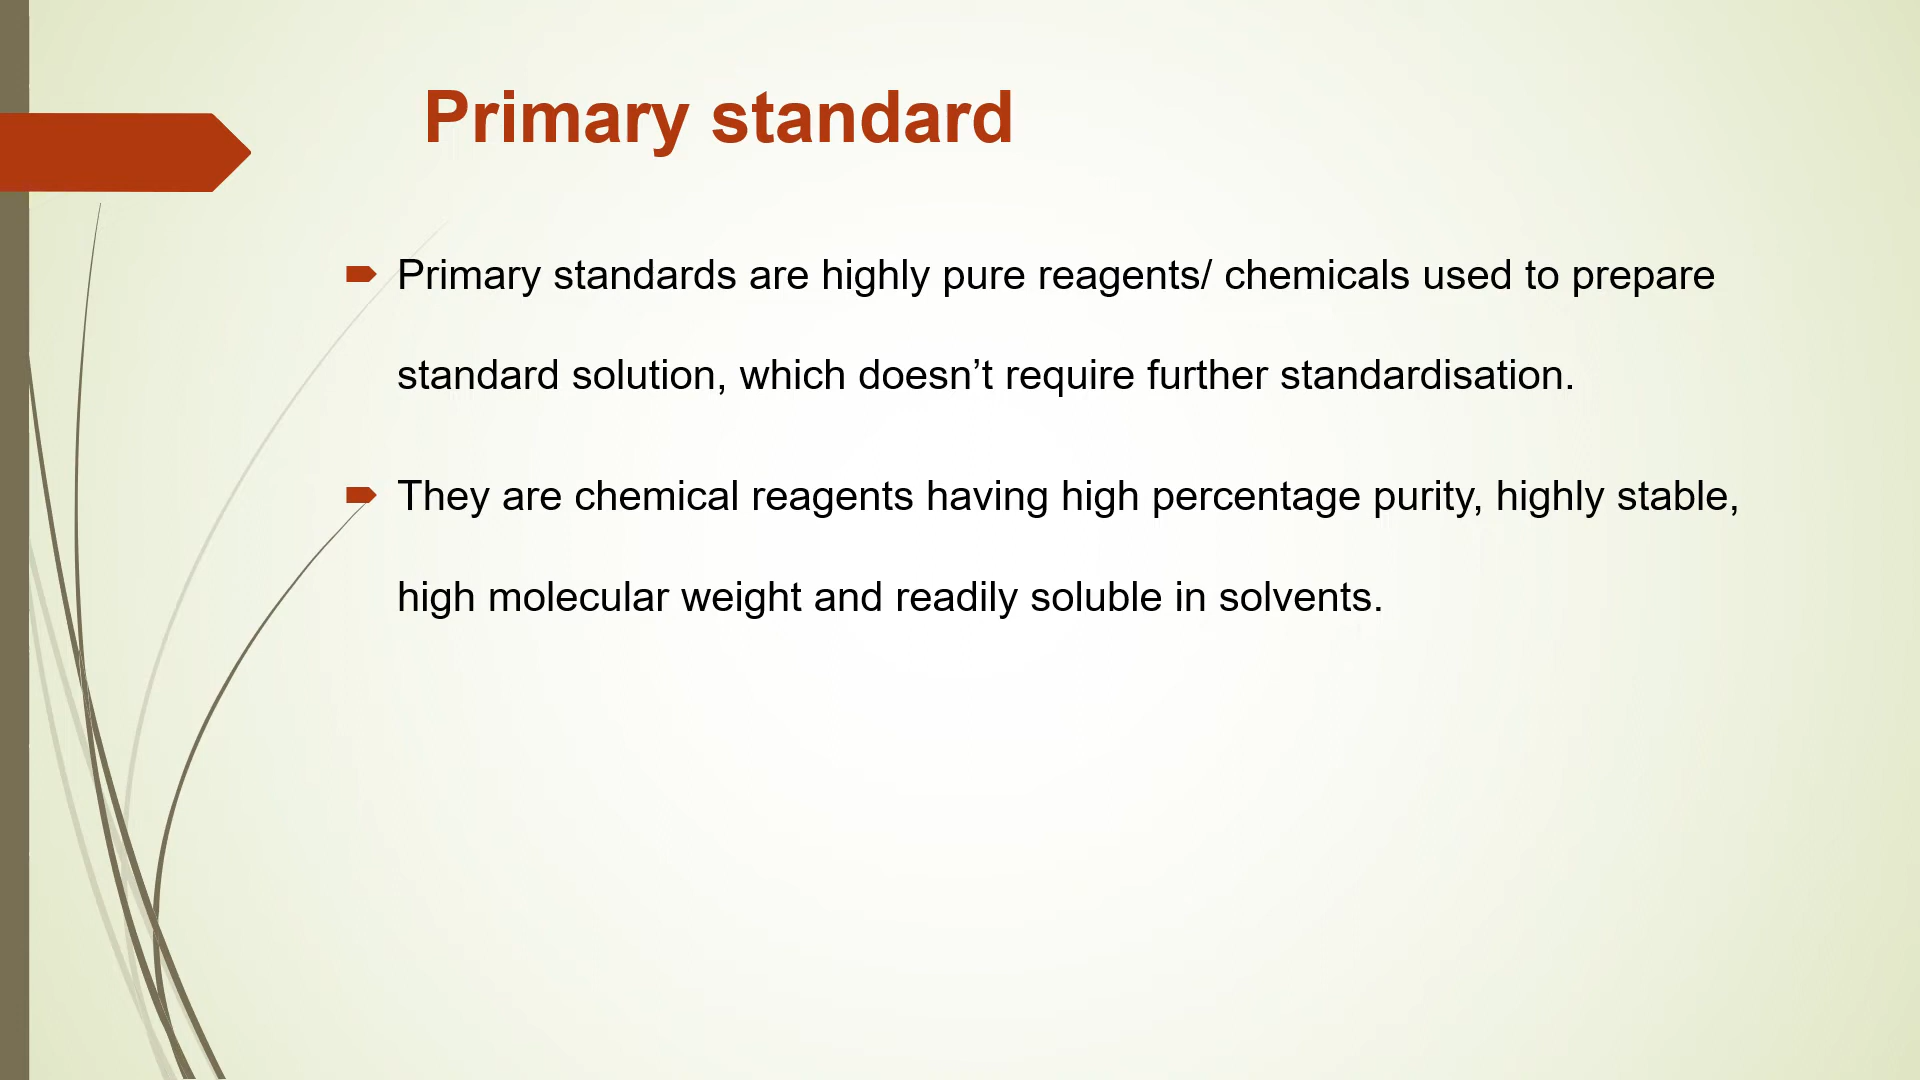 Primary standard
Primary standards are highly pure reagents/ chemicals used to prepare
standard solution, which doesn’t require further standardisation.
They are chemical reagents having high percentage purity, highly stable,
high molecular weight and readily soluble in solvents.